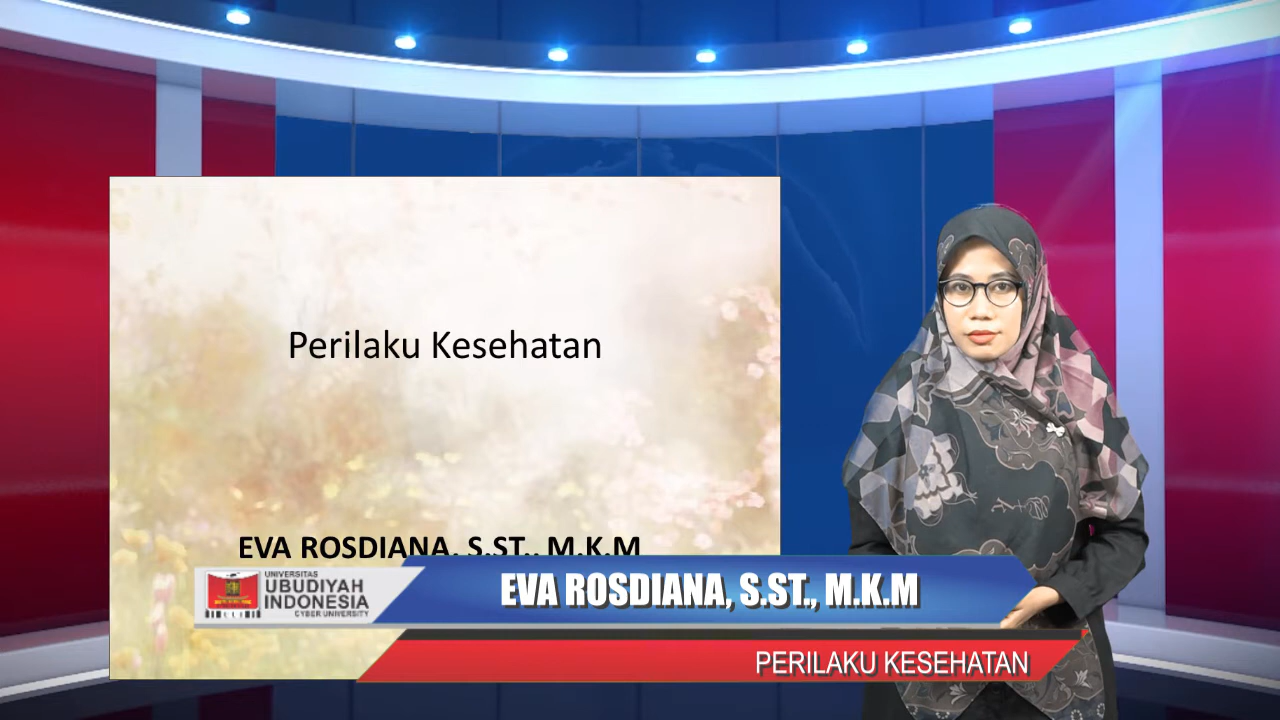 Perilaku Kesehatan
EVA ROSDIANA, S.ST., M.K.M
UNIVERSITAS
UBUDIYAH
INDONESIA
CYBER UNIVERSITY
EVA ROSDIANA, S.ST., M.K.M
PERILAKU KESEHATAN